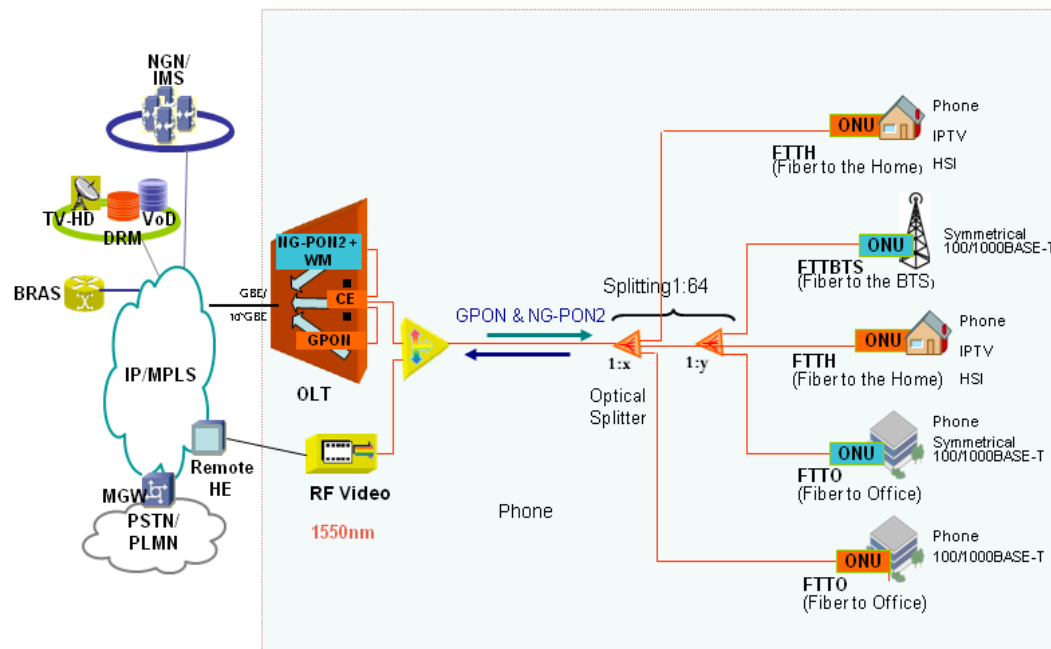 NGN/
IMS
TV-HD
VoD
DRM
BRAS
IP/MPLS
MGW
PSTN/
PLMN
Remote
HE
GBE/
10*GBE
NG-PON2 +
WM
CE
GPON
OLT
RF Video
1550nm
GPON & NG-PON2
Splitting1:64
1:x
1:y
Optical
Splitter
Phone
ONU
FTTH
(Fiber to the Home)
Phone
IPTV
HSI
ONU
FTTBTS
(Fiber to the BTS)
Symmetrical
100/1000BASE-T
ONU
FTTH
(Fiber to the Home)
Phone
IPTV
HSI
ONU
FTTO
(Fiber to Office)
Phone
Symmetrical
100/1000BASE-T
ONU
FTTO
(Fiber to Office)
Phone
100/1000BASE-T